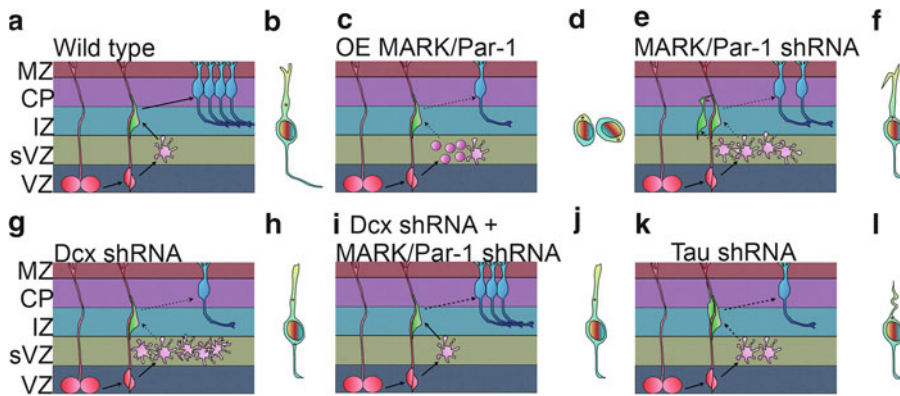 a
Wild type
b
c
OE MARK/Par-1
d
e
MARK/Par-1 shRNA
f
MZ
CP
IZ
sVZ
VZ
g
Dcx shRNA
h
i Dcx shRNA +
MARK/Par-1 shRNA
j
k
Tau shRNA
l
MZ
CP
IZ
sVZ
VZ